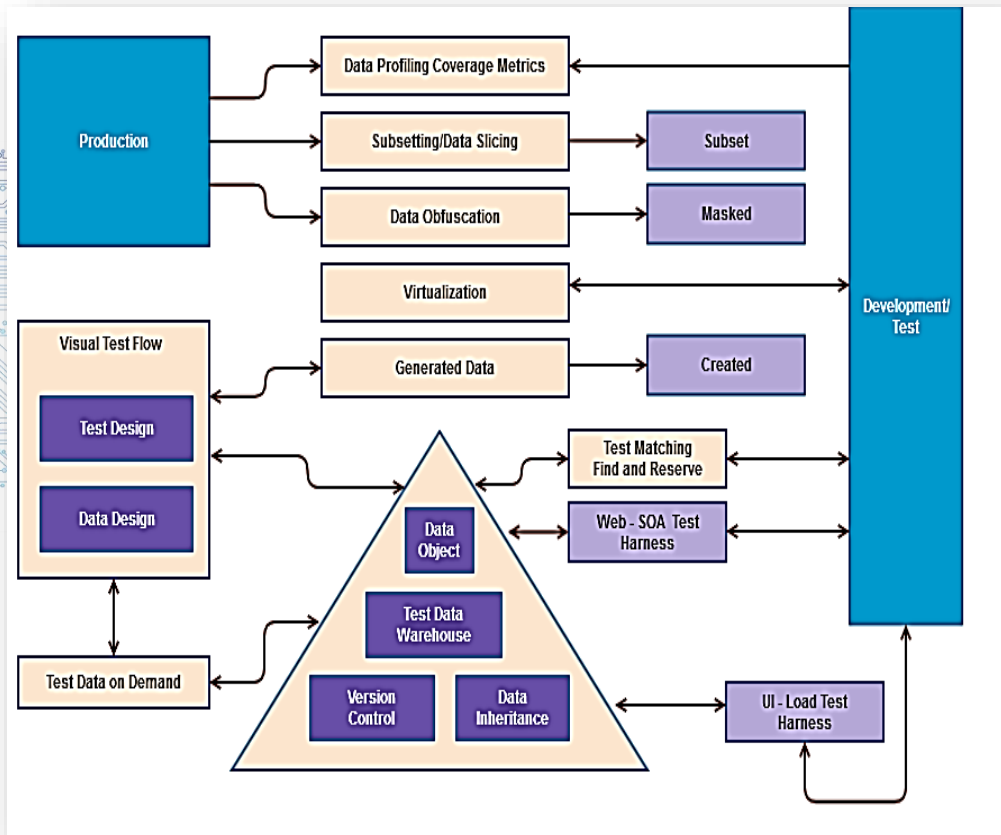 Data Profiling Coverage Metrics
Production
Subsetting/Data Slicing
Subset
Data Obfuscation
Masked
Virtualization
Development/
Test
Visual Test Flow
Generated Data
Created
Test Design
Test Matching
Find and Reserve
Data Design
Data
Object
Web - SOA Test
Harness
Test Data
Warehouse
Test Data on Demand
Version
Control
Data
Inheritance
UI - Load Test
Harness